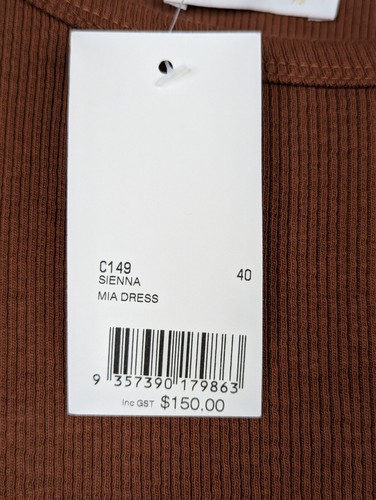 C149
SIENNA 40
MIA DRESS
9 357390 179863
Inc GST $150.00